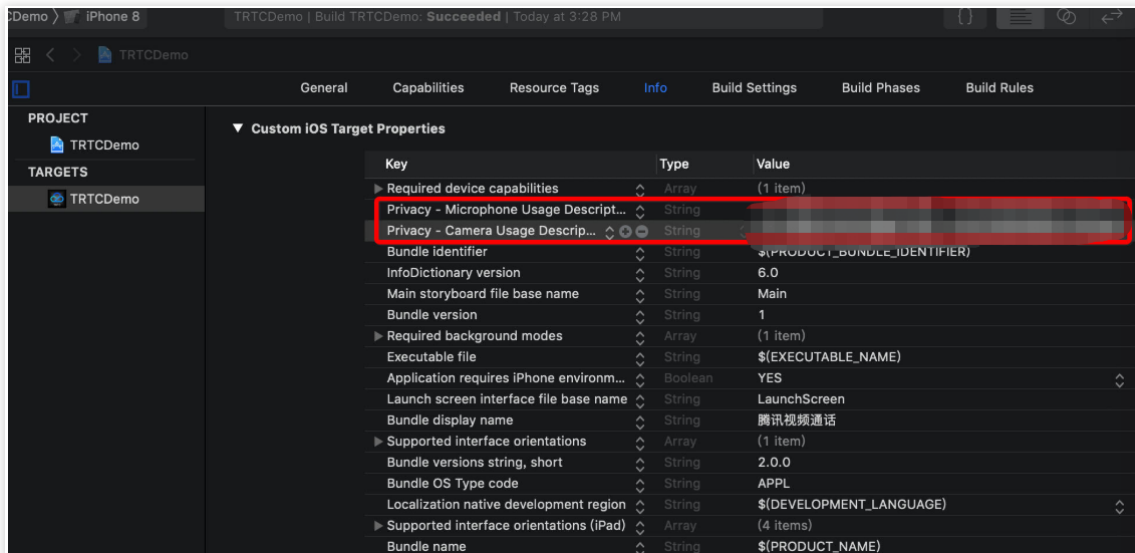 CDemo 〉 iPhone 8
TRTCDemo | Build TRTCDemo: Succeeded | Today at 3:28 PM
TRTCDemo
General Capabilities Resource Tags Info Build Settings Build Phases Build Rules
PROJECT
TRTCDemo
TARGETS
TRTCDemo
Custom iOS Target Properties
Key Type Value
Required device capabilities Array (1 item)
Privacy - Microphone Usage Descript... String
Privacy - Camera Usage Descrip... String
Bundle identifier String $(PRODUCT_BUNDLE_IDENTIFIER)
InfoDictionary version String 6.0
Main storyboard file base name String Main
Bundle version String 1
Required background modes Array (1 item)
Executable file String $(EXECUTABLE_NAME)
Application requires iPhone environm... Boolean YES
Launch screen interface file base name String LaunchScreen
Bundle display name String 腾讯视频通话
Supported interface orientations Array (1 item)
Bundle versions string, short String 2.0.0
Bundle OS Type code String APPL
Localization native development region String $(DEVELOPMENT_LANGUAGE)
Supported interface orientations (iPad) Array (4 items)
Bundle name String $(PRODUCT_NAME)